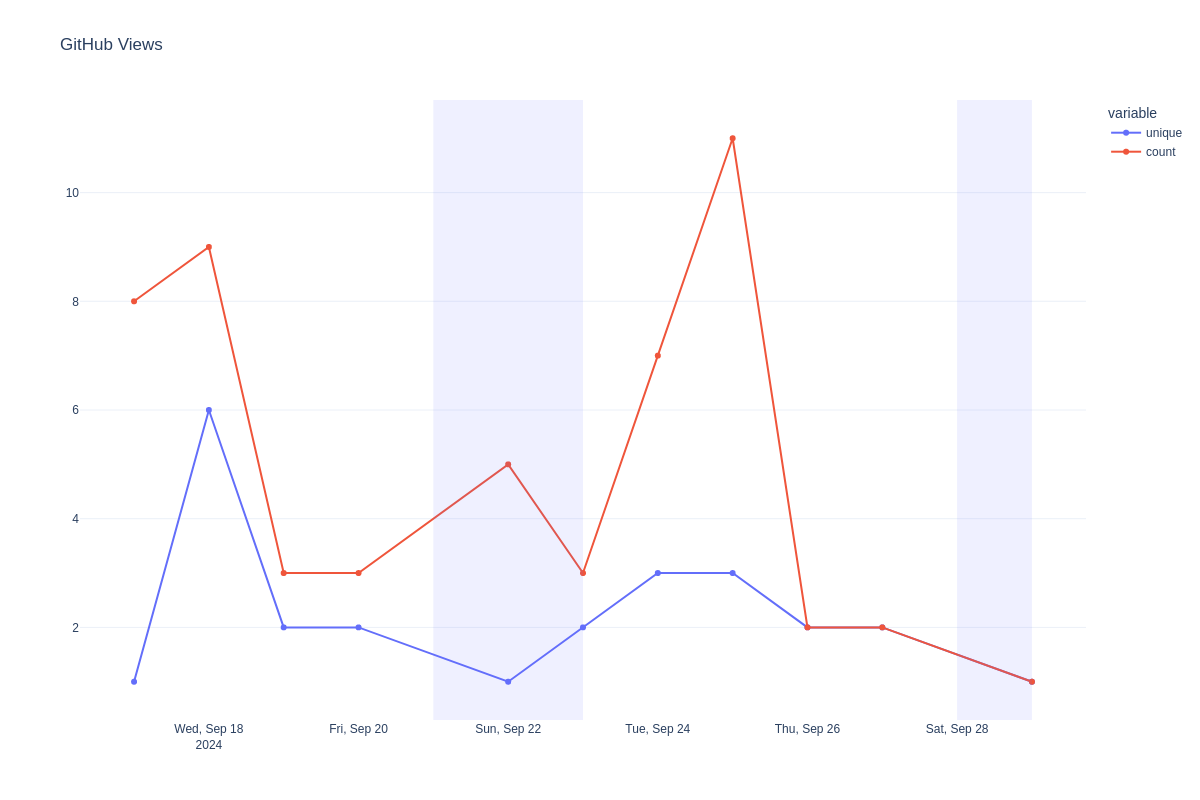 GitHub Views
variable
unique
count
10
8
6
4
2
Wed, Sep 18
2024
Fri, Sep 20
Sun, Sep 22
Tue, Sep 24
Thu, Sep 26
Sat, Sep 28